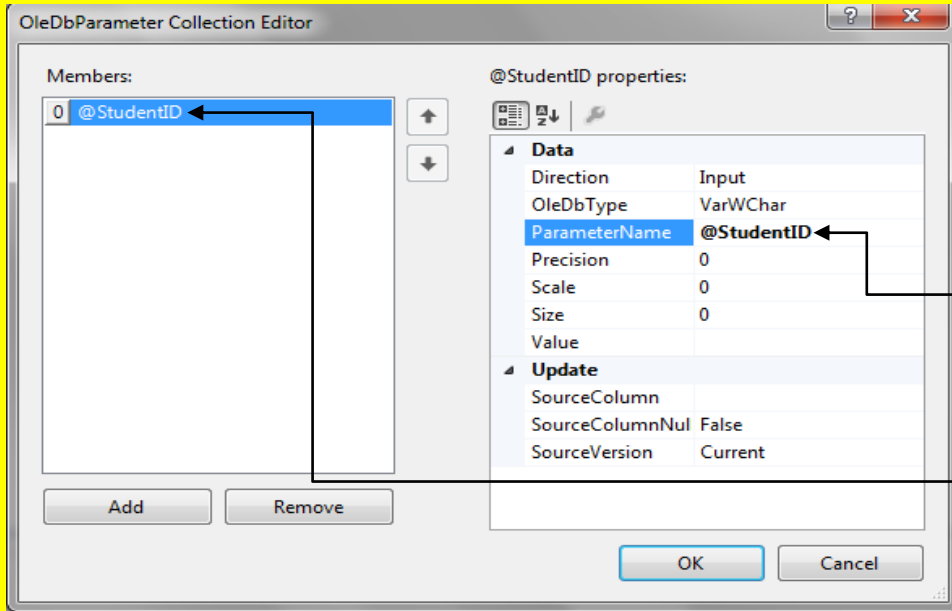 OleDbParameter Collection Editor
?
X
Members:
0 @StudentID
Add
Remove
@StudentID properties:
A
Z
Data
Direction Input
OleDbType VarWChar
ParameterName @StudentID
Precision 0
Scale 0
Size 0
Value
Update
SourceColumn
SourceColumnNul False
SourceVersion Current
OK
Cancel